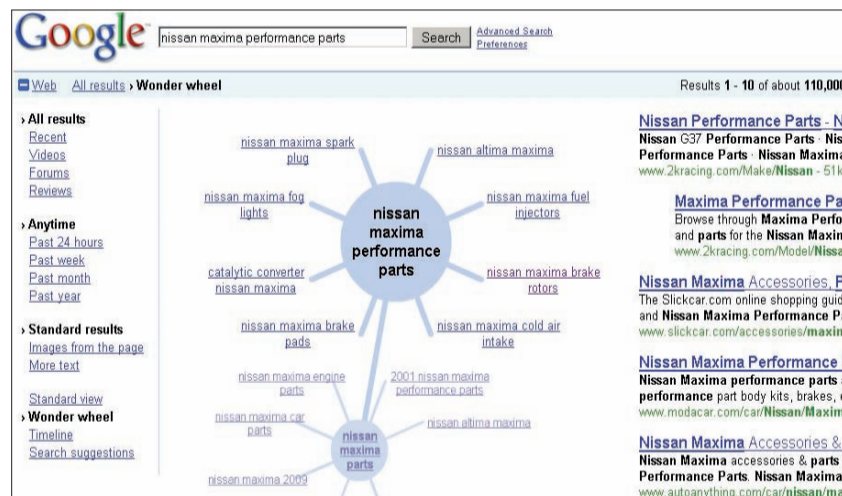 Google
nissan maxima performance parts
Search
Advanced Search
Preferences
Web All results › Wonder wheel
Results 1 - 10 of about 110,000
› All results
Recent
Videos
Forums
Reviews
› Anytime
Past 24 hours
Past week
Past month
Past year
› Standard results
Images from the page
More text
Standard view
› Wonder wheel
Timeline
Search suggestions
nissan maxima spark
plug
nissan altima maxima
nissan maxima fog
lights
nissan maxima fuel
injectors
nissan
maxima
performance
parts
catalytic converter
nissan maxima
nissan maxima brake
rotors
nissan maxima brake
pads
nissan maxima cold air
intake
nissan maxima engine
parts
2001 nissan maxima
performance parts
nissan maxima car
parts
nissan altima maxima
nissan
maxima
parts
nissan maxima 2009
Nissan Performance Parts - N
Nissan G37 Performance Parts · Nis
Performance Parts · Nissan Maxima
www.2kracing.com/Make/Nissan - 51k
Maxima Performance Pa
Browse through Maxima Perfo
and parts for the Nissan Maxim
www.2kracing.com/Model/Nissa
Nissan Maxima Accessories, P
The Slickcar.com online shopping guid
and Nissan Maxima Performance P
www.slickcar.com/accessories/maxim
Nissan Maxima Performance
Nissan Maxima performance parts
performance part body kits, brakes,
www.modacar.com/car/Nissan/Maxim
Nissan Maxima Accessories &
Nissan Maxima accessories & parts
Performance Parts. Nissan Maxima
www.autoanything.com/car/nissan/ma